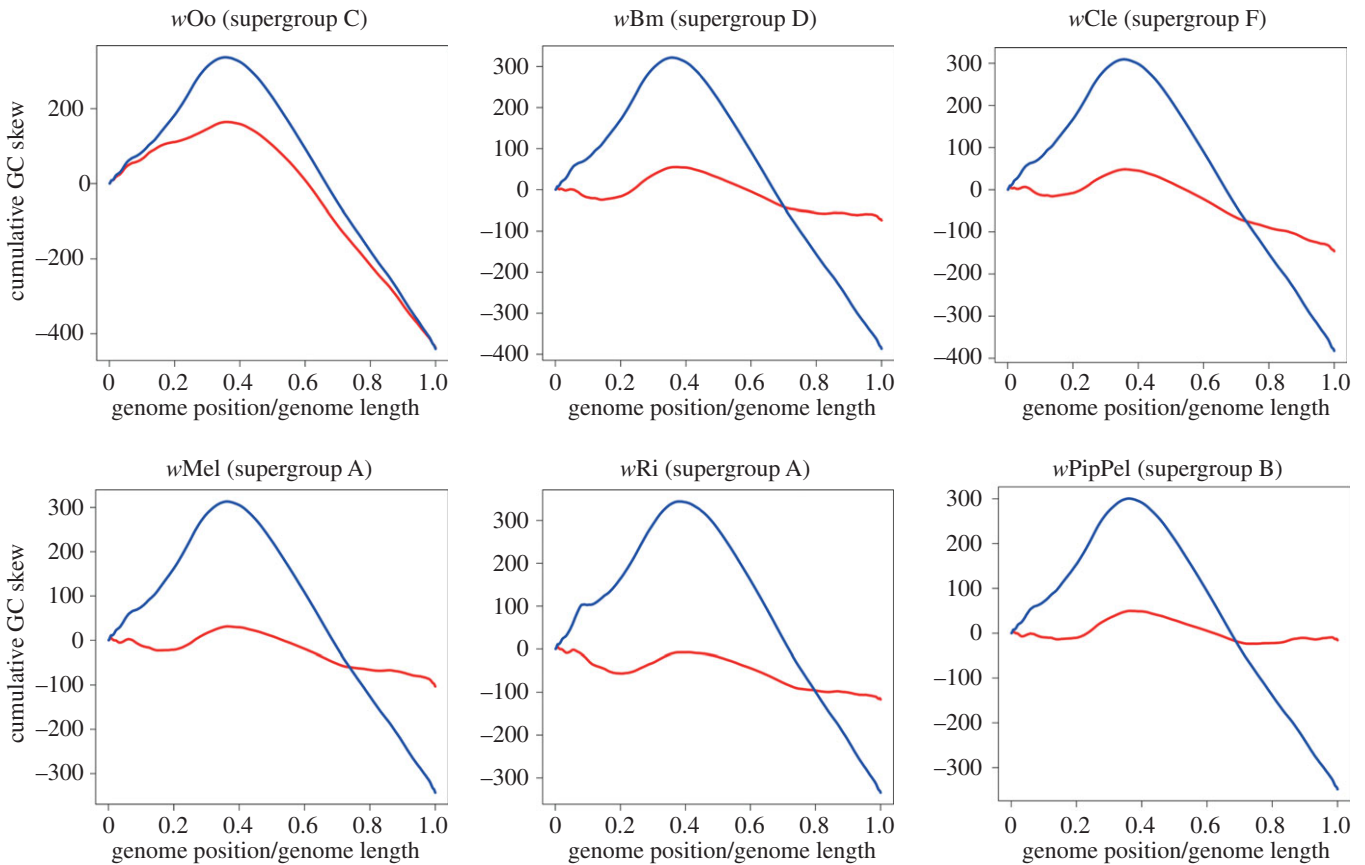 wOo (supergroup C)
wBm (supergroup D)
wCle (supergroup F)
cumulative GC skew
200
0
−200
−400
0 0.2 0.4 0.6 0.8 1.0
genome position/genome length
300
200
100
0
−100
−200
−300
−400
0 0.2 0.4 0.6 0.8 1.0
genome position/genome length
300
200
100
0
−100
−200
−300
−400
0 0.2 0.4 0.6 0.8 1.0
genome position/genome length
wMel (supergroup A)
wRi (supergroup A)
wPipPel (supergroup B)
cumulative GC skew
300
200
100
0
−100
−200
−300
0 0.2 0.4 0.6 0.8 1.0
genome position/genome length
300
200
100
0
−100
−200
−300
0 0.2 0.4 0.6 0.8 1.0
genome position/genome length
300
200
100
0
−100
−200
−300
0 0.2 0.4 0.6 0.8 1.0
genome position/genome length